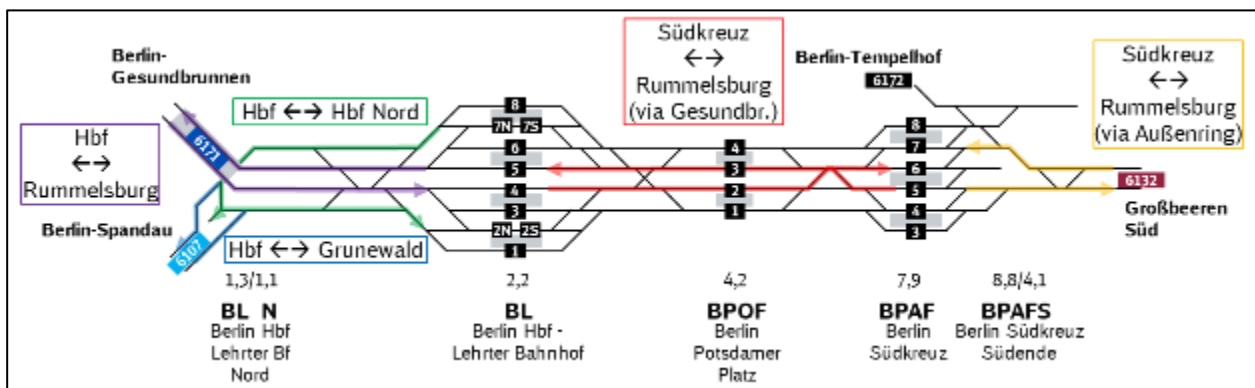 Berlin-
Gesundbrunnen
Hbf ←→ Hbf Nord
Südkreuz
←→
Rummelsburg
(via Gesundbr.)
Berlin-Tempelhof
6172
Südkreuz
←→
Rummelsburg
(via Außenring)
Hbf
←→
Rummelsburg
6171
Berlin-Spandau
6107
Hbf ←→ Grunewald
8
7N 7S
6
5
4
3
2N 2S
1
4
3
2
1
8
7
6
5
4
3
6132
Großbeeren
Süd
1,3/1,1
2,2
4,2
7,9
8,8/4,1
BL N
Berlin Hbf
Lehrter Bf
Nord
BL
Berlin Hbf -
Lehrter Bahnhof
BPOF
Berlin
Potsdamer
Platz
BPAF
Berlin
Südkreuz
BPAFS
Berlin Südkreuz
Südende